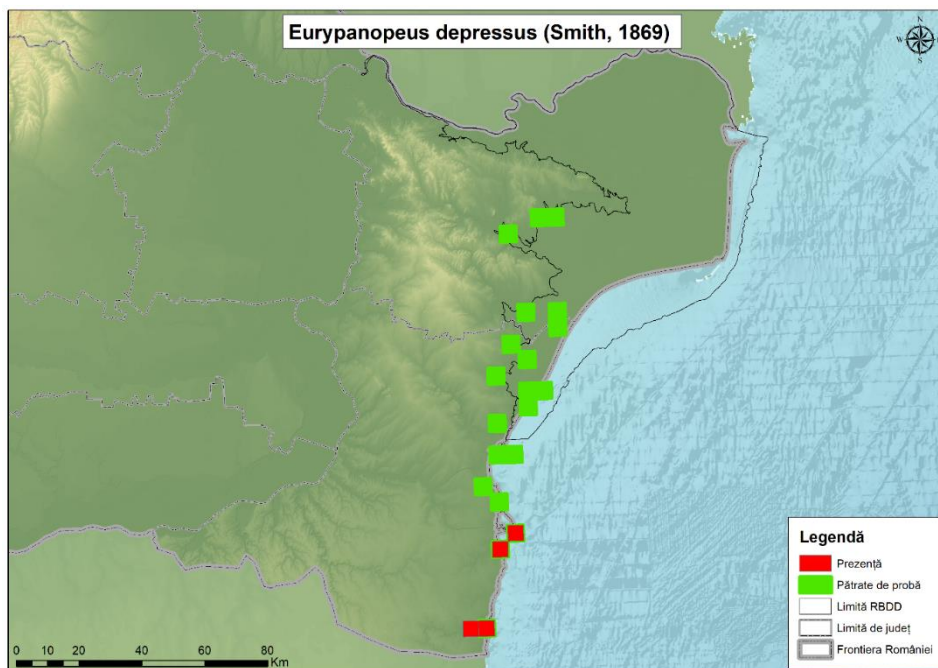 Eurypanopeus depressus (Smith, 1869)
N
W E
S
Legendă
Prezență
Pătrate de probă
Limită RBDD
Limită de județ
Frontiera României
0 10 20 40 60 80
Km